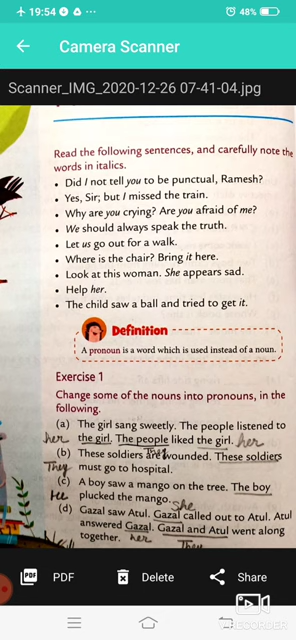 19:54
48%
Camera Scanner
Scanner_IMG_2020-12-26 07-41-04.jpg
Read the following sentences, and carefully note the
words in italics.
• Did I not tell you to be punctual, Ramesh?
• Yes, Sir; but I missed the train.
• Why are you crying? Are you afraid of me?
• We should always speak the truth.
• Let us go out for a walk.
• Where is the chair? Bring it here.
• Look at this woman. She appears sad.
• Help her.
• The child saw a ball and tried to get it.
Definition
A pronoun is a word which is used instead of a noun.
Exercise 1
Change some of the nouns into pronouns, in the
following.
(a) The girl sang sweetly. The people listened to
her the girl. The people liked the girl. her
(b) These soldiers are wounded. These soldiers
They must go to hospital.
(c) A boy saw a mango on the tree. The boy
He plucked the mango.
She
(d) Gazal saw Atul. Gazal called out to Atul. Atul
answered Gazal. Gazal and Atul went along
together. her They
PDF PDF Delete Share
RECORDER